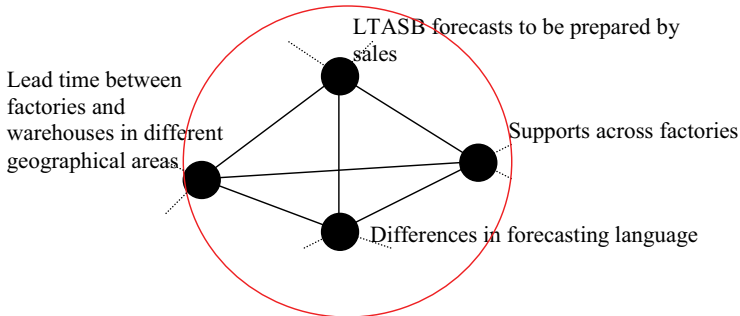 LTASB forecasts to be prepared by
sales
Lead time between
factories and
warehouses in different
geographical areas
Supports across factories
Differences in forecasting language